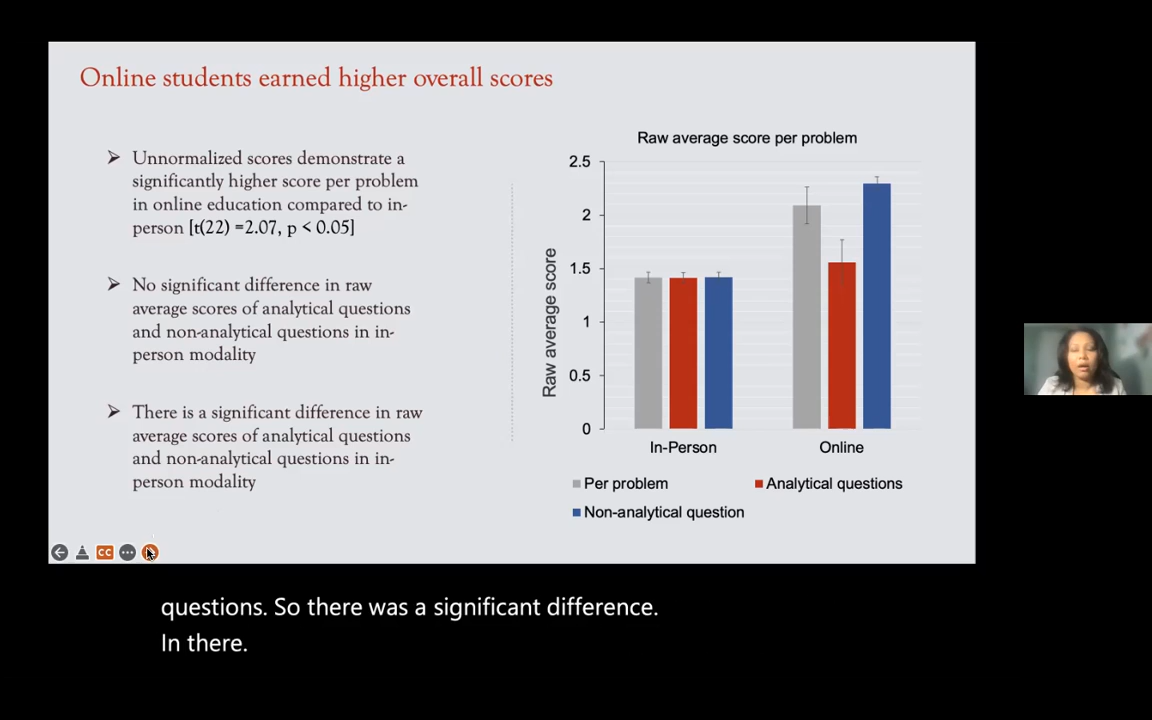 Online students earned higher overall scores
Unnormalized scores demonstrate a
significantly higher score per problem
in online education compared to in-
person [t(22) =2.07, p < 0.05]
No significant difference in raw
average scores of analytical questions
and non-analytical questions in in-
person modality
There is a significant difference in raw
average scores of analytical questions
and non-analytical questions in in-
person modality
Raw average score per problem
Raw average score
2.5
2
1.5
1
0.5
0
In-Person
Online
Per problem
Analytical questions
Non-analytical question
CC
questions. So there was a significant difference.
In there.